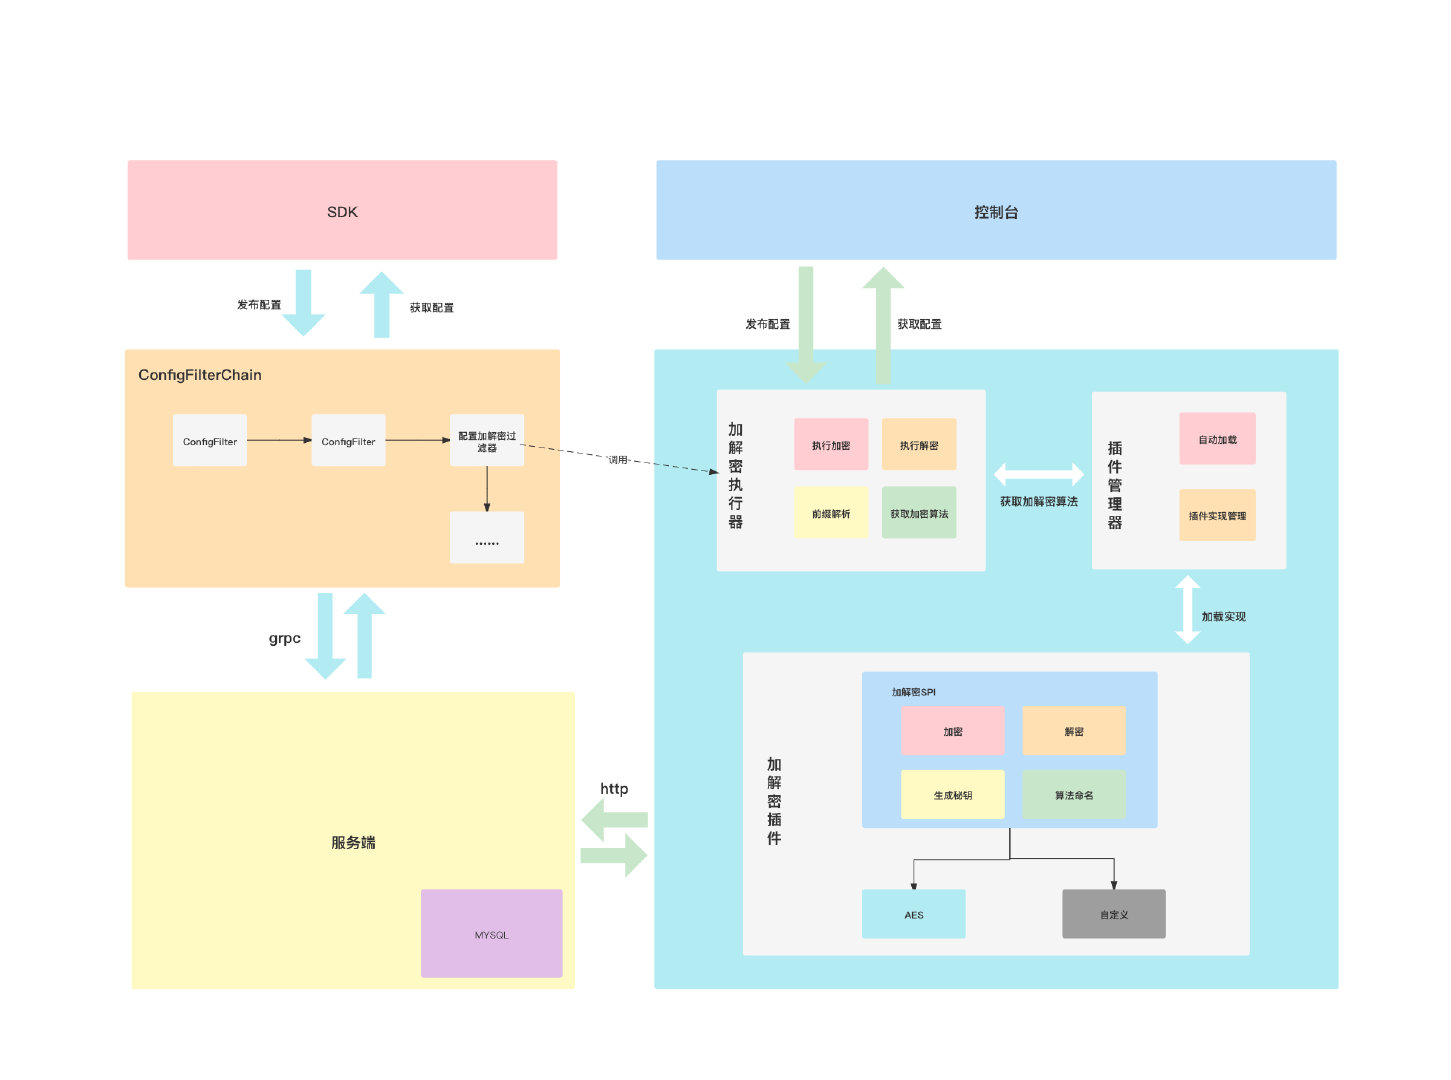 SDK
控制台
发布配置
获取配置
发布配置
获取配置
ConfigFilterChain
ConfigFilter
ConfigFilter
配置加解密过
滤器
……
调用
加
解
密
执
行
器
执行加密
执行解密
前缀解析
获取加密算法
获取加解密算法
插
件
管
理
器
自动加载
插件实现管理
加载实现
grpc
服务端
MYSQL
http
加
解
密
插
件
加解密SPI
加密
解密
生成秘钥
算法命名
AES
自定义